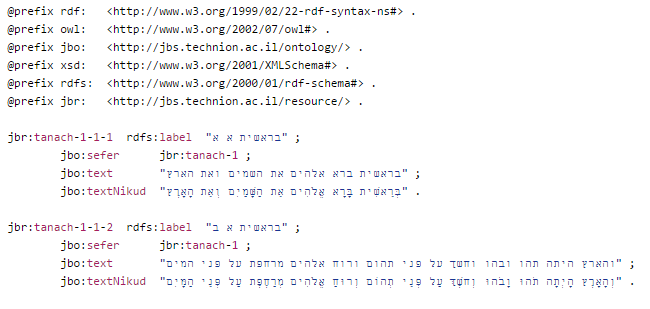 @prefix rdf: <http://www.w3.org/1999/02/22-rdf-syntax-ns#> .
@prefix owl: <http://www.w3.org/2002/07/owl#> .
@prefix jbo: <http://jbs.technion.ac.il/ontology/> .
@prefix xsd: <http://www.w3.org/2001/XMLSchema#> .
@prefix rdfs: <http://www.w3.org/2000/01/rdf-schema#> .
@prefix jbr: <http://jbs.technion.ac.il/resource/> .
jbr:tanach-1-1-1 rdfs:label "בראשית א א" ;
jbo:sefer jbr:tanach-1 ;
jbo:text "בראשית ברא אלהים את השמים ואת הארץ" ;
jbo:textNikud "בְּרֵאשִׁית בָּרָא אֱלֹהִים אֵת הַשָּׁמַיִם וְאֵת הָאָרֶץ" .
jbr:tanach-1-1-2 rdfs:label "בראשית א ב" ;
jbo:sefer jbr:tanach-1 ;
jbo:text "והארץ היתה תהו ובהו וחשך על פני תהום ורוח אלהים מרחפת על פני המים" ;
jbo:textNikud "וְהָאָרֶץ הָיְתָה תֹהוּ וָבֹהוּ וְחֹשֶׁךְ עַל פְּנֵי תְהוֹם וְרוּחַ אֱלֹהִים מְרַחֶפֶת עַל פְּנֵי הַמָּיִם" .